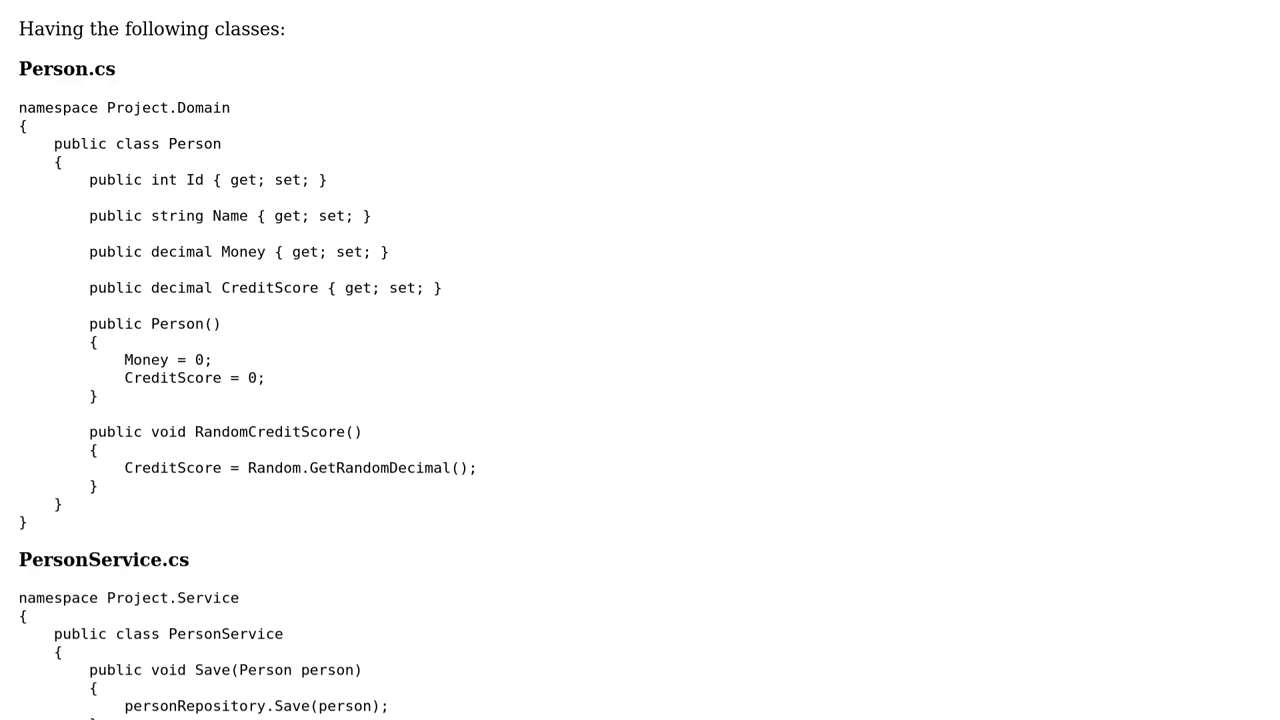 Having the following classes:
Person.cs
namespace Project.Domain
{
    public class Person
    {
        public int Id { get; set; }

        public string Name { get; set; }

        public decimal Money { get; set; }

        public decimal CreditScore { get; set; }

        public Person()
        {
            Money = 0;
            CreditScore = 0;
        }

        public void RandomCreditScore()
        {
            CreditScore = Random.GetRandomDecimal();
        }
    }
}
PersonService.cs
namespace Project.Service
{
    public class PersonService
    {
        public void Save(Person person)
        {
            personRepository.Save(person);